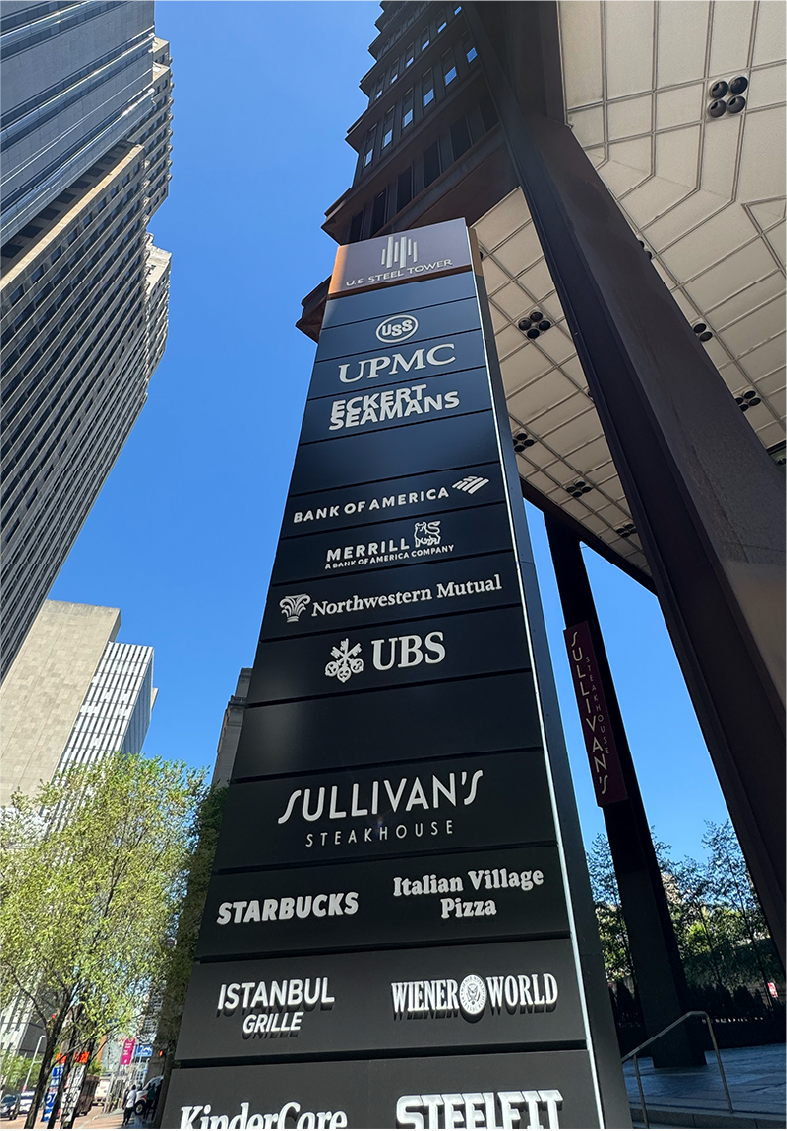 U.S. STEEL TOWER
USS
UPMC
ECKERT
SEAMANS
BANK OF AMERICA
MERRILL
A BANK OF AMERICA COMPANY
Northwestern Mutual
UBS
SULLIVAN'S
STEAKHOUSE
STARBUCKS
Italian Village
Pizza
ISTANBUL
GRILLE
WIENER WORLD
KinderCare
STEELFIT
SULLIVAN'S
STEAKHOUSE